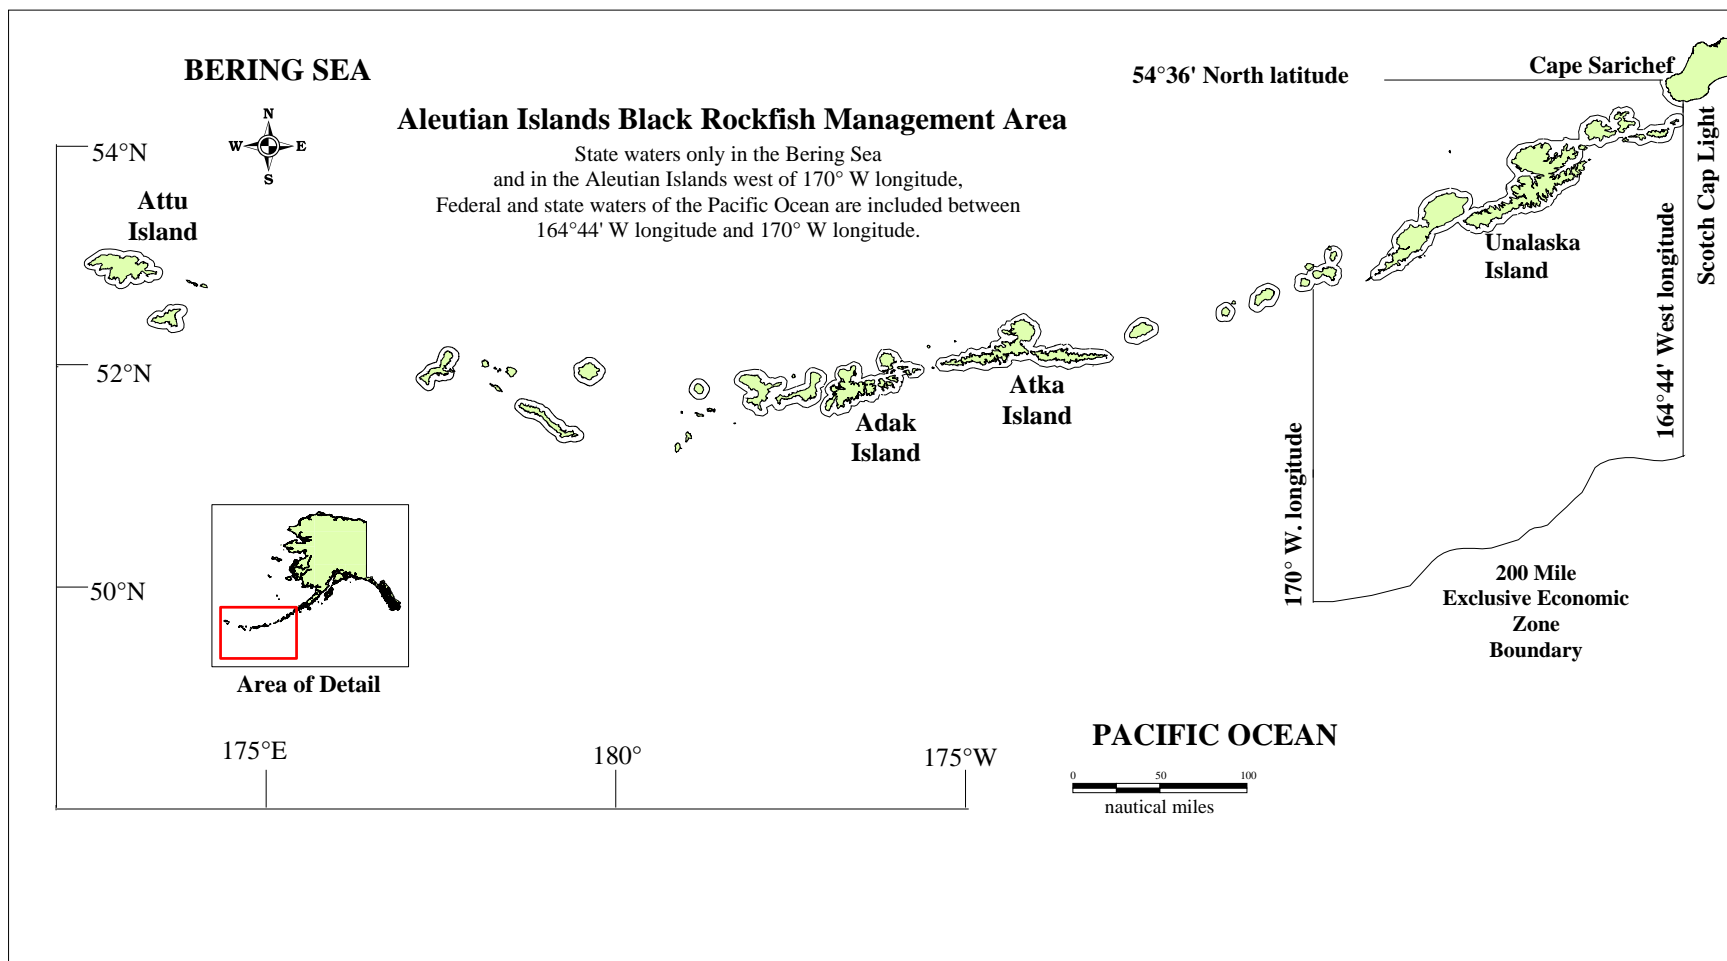 BERING SEA
N
W
E
S
54°36' North latitude
Cape Sarichef
Aleutian Islands Black Rockfish Management Area
State waters only in the Bering Sea
and in the Aleutian Islands west of 170° W longitude,
Federal and state waters of the Pacific Ocean are included between
164°44' W longitude and 170° W longitude.
54°N
Attu
Island
Scotch Cap Light
164°44' West longitude
Unalaska
Island
52°N
Atka
Island
Adak
Island
170° W. longitude
50°N
200 Mile
Exclusive Economic
Zone
Boundary
Area of Detail
PACIFIC OCEAN
175°E
180°
175°W
0 50 100
nautical miles